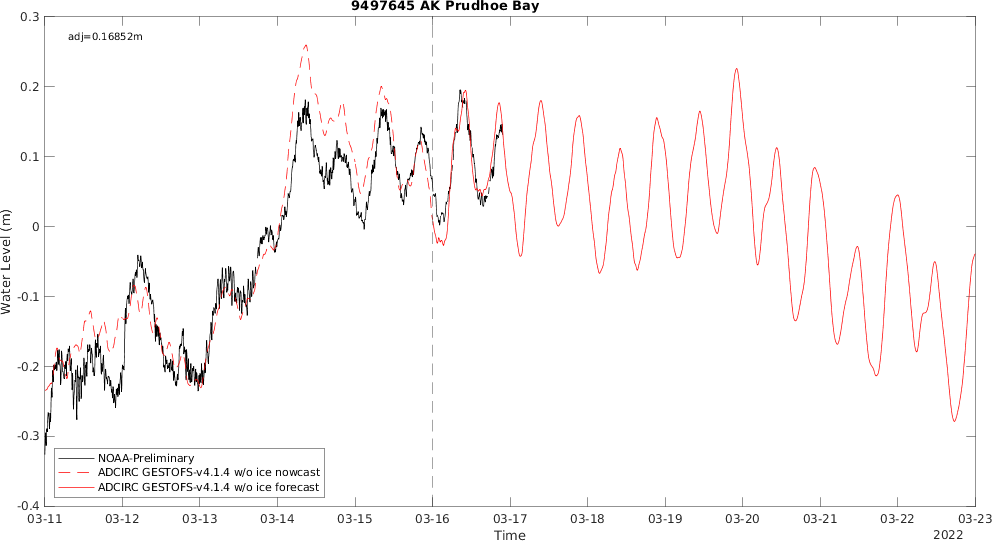 9497645 AK Prudhoe Bay
adj=0.16852m
Water Level (m)
0.3
0.2
0.1
0
-0.1
-0.2
-0.3
-0.4
NOAA-Preliminary
ADCIRC GESTOFS-v4.1.4 w/o ice nowcast
ADCIRC GESTOFS-v4.1.4 w/o ice forecast
03-11 03-12 03-13 03-14 03-15 03-16 03-17 03-18 03-19 03-20 03-21 03-22 03-23
Time
2022